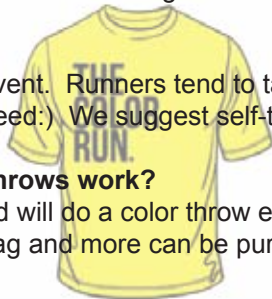 vent. Runners tend to ta
eed:) We suggest self-t
THE
COLOR
RUN.
hrows work?
d will do a color throw e
ag and more can be pur